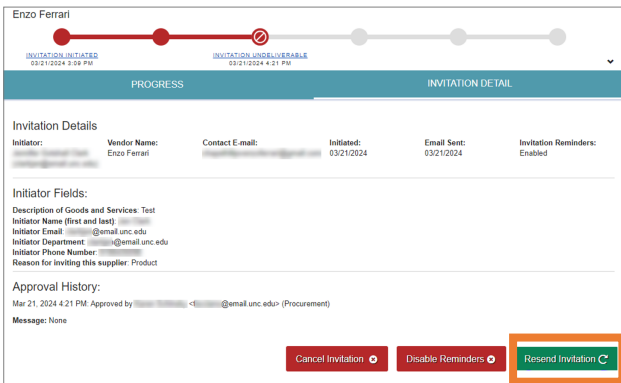 Enzo Ferrari
INVITATION INITIATED
03/21/2024 3:09 PM
INVITATION UNDELIVERABLE
03/21/2024 4:21 PM
PROGRESS
INVITATION DETAIL
Invitation Details
Initiator: Vendor Name: Contact E-mail: Initiated: Email Sent: Invitation Reminders:
Enzo Ferrari 03/21/2024 03/21/2024 Enabled
Initiator Fields:
Description of Goods and Services: Test
Initiator Name (first and last):
Initiator Email: @email.unc.edu
Initiator Department: @email.unc.edu
Initiator Phone Number:
Reason for inviting this supplier: Product
Approval History:
Mar 21, 2024 4:21 PM: Approved by < @email.unc.edu> (Procurement)
Message: None
Cancel Invitation
Disable Reminders
Resend Invitation